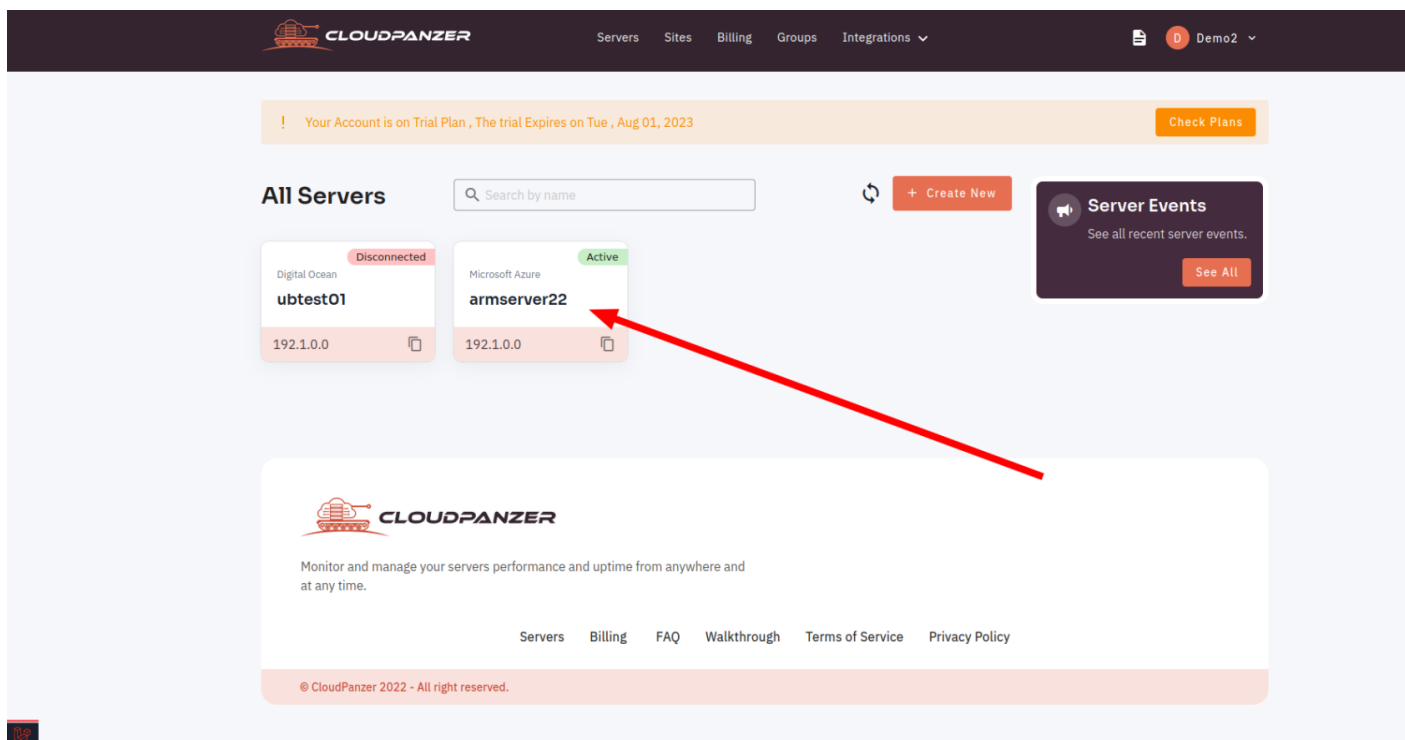 CLOUDPANZER
Servers Sites Billing Groups Integrations
D Demo2
! Your Account is on Trial Plan , The trial Expires on Tue , Aug 01, 2023
Check Plans
All Servers
Search by name
+ Create New
Disconnected
Digital Ocean
ubtest01
192.1.0.0
Active
Microsoft Azure
armserver22
192.1.0.0
Server Events
See all recent server events.
See All
CLOUDPANZER
Monitor and manage your servers performance and uptime from anywhere and
at any time.
Servers Billing FAQ Walkthrough Terms of Service Privacy Policy
© CloudPanzer 2022 - All right reserved.